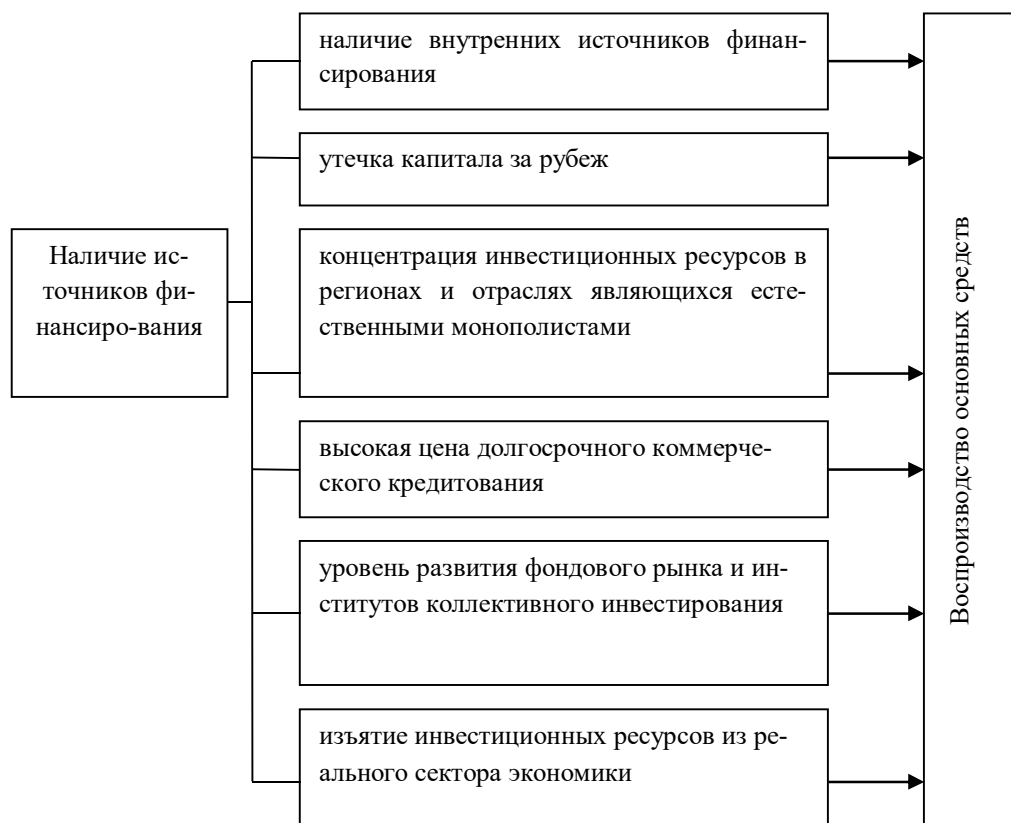 наличие внутренних источников финан-
сирования
утечка капитала за рубеж
Наличие ис-
точников фи-
нансиро-вания
концентрация инвестиционных ресурсов в
регионах и отраслях являющихся есте-
ственными монополистами
высокая цена долгосрочного коммерче-
ского кредитования
уровень развития фондового рынка и ин-
ститутов коллективного инвестирования
изъятие инвестиционных ресурсов из ре-
ального сектора экономики
Воспроизводство основных средств